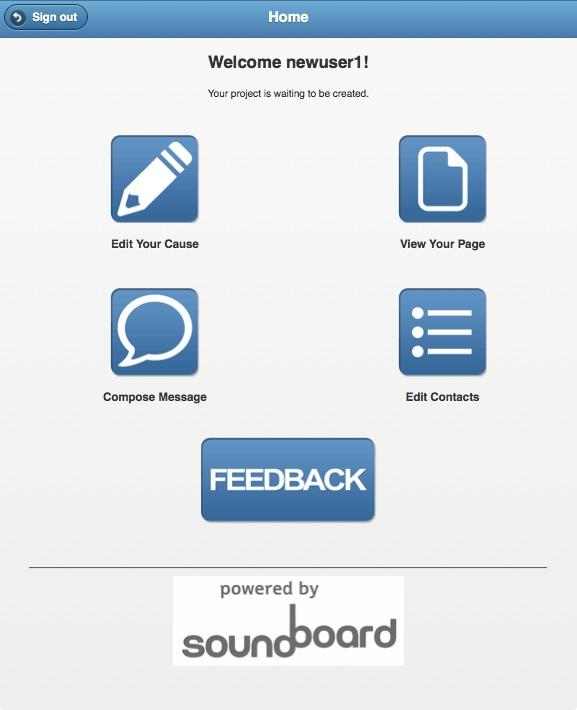 Sign out
Home
Welcome newuser1!
Your project is waiting to be created.
Edit Your Cause
View Your Page
Compose Message
Edit Contacts
FEEDBACK
powered by
soundboard